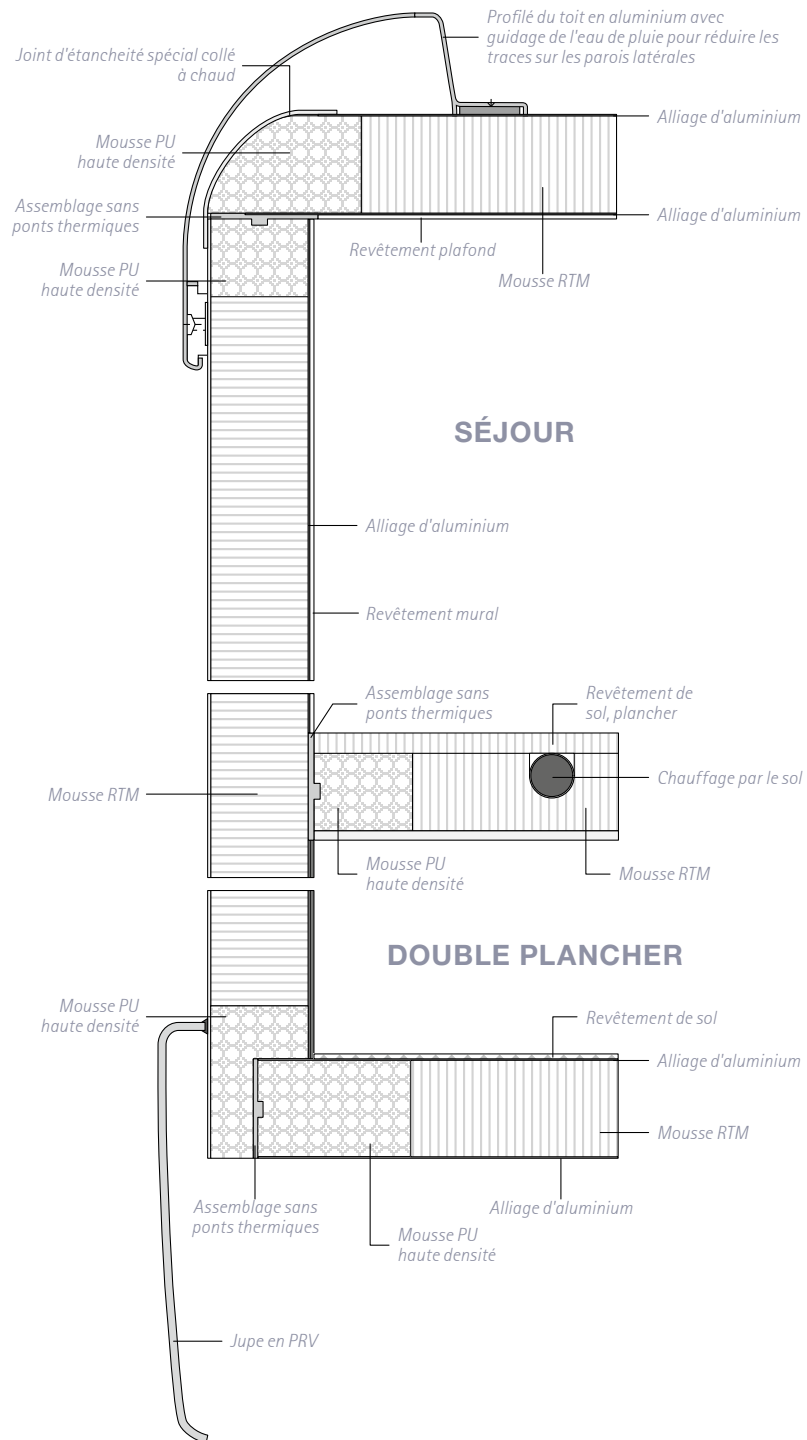 Profilé du toit en aluminium avec
guidage de l'eau de pluie pour réduire les
traces sur les parois latérales
Joint d'étancheité spécial collé
à chaud
Alliage d'aluminium
Mousse PU
haute densité
Assemblage sans
ponts thermiques
Alliage d'aluminium
Revêtement plafond
Mousse PU
haute densité
Mousse RTM
SÉJOUR
Alliage d'aluminium
Revêtement mural
Assemblage sans
ponts thermiques
Revêtement de
sol, plancher
Chauffage par le sol
Mousse RTM
Mousse PU
haute densité
Mousse RTM
DOUBLE PLANCHER
Mousse PU
haute densité
Revêtement de sol
Alliage d'aluminium
Mousse RTM
Assemblage sans
ponts thermiques
Alliage d'aluminium
Mousse PU
haute densité
Jupe en PRV